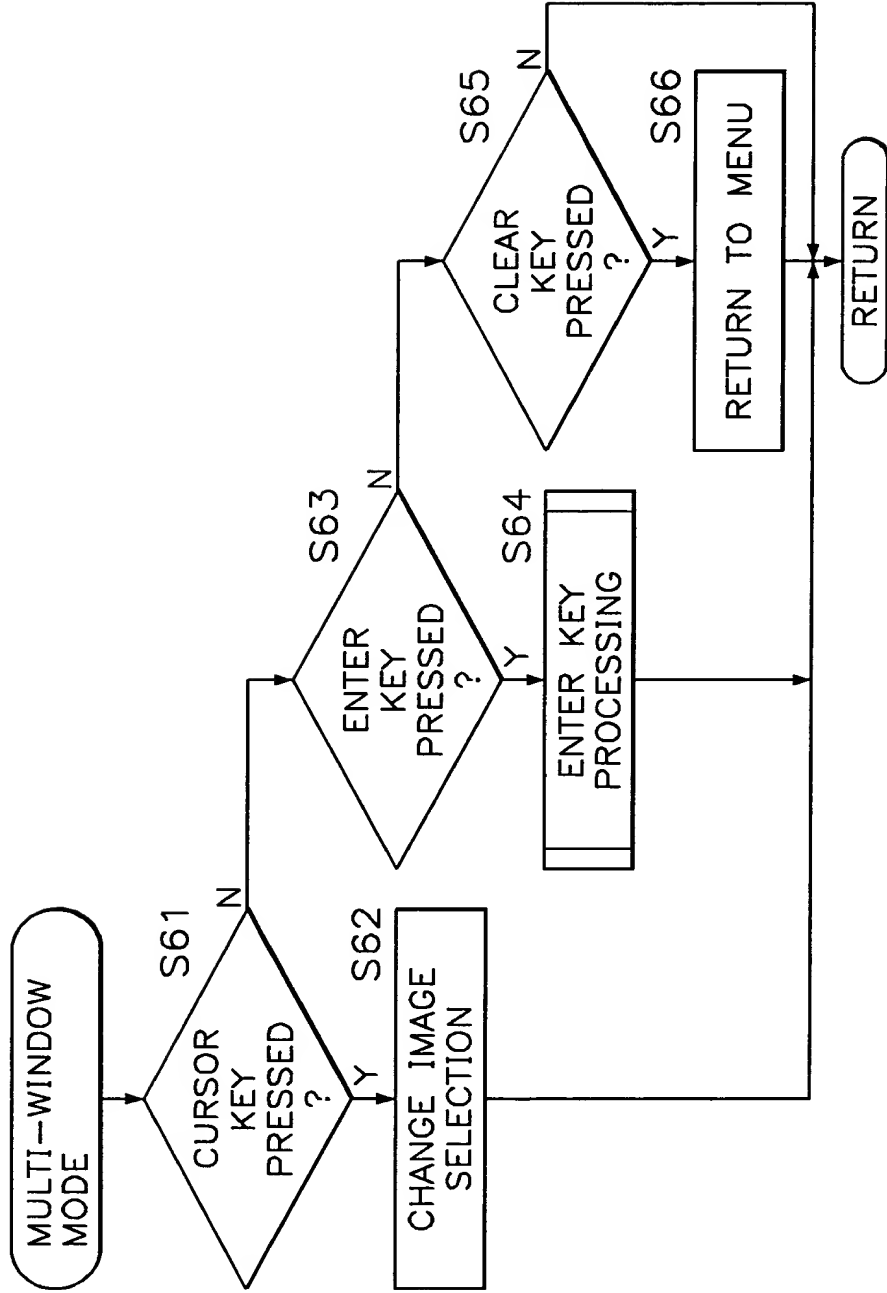 MULTI-WINDOW
MODE
S61
CURSOR
KEY
PRESSED
?
N
Y
S62
CHANGE IMAGE
SELECTION
S63
ENTER
KEY
PRESSED
?
N
Y
S64
ENTER KEY
PROCESSING
S65
CLEAR
KEY
PRESSED
?
N
Y
S66
RETURN TO MENU
RETURN